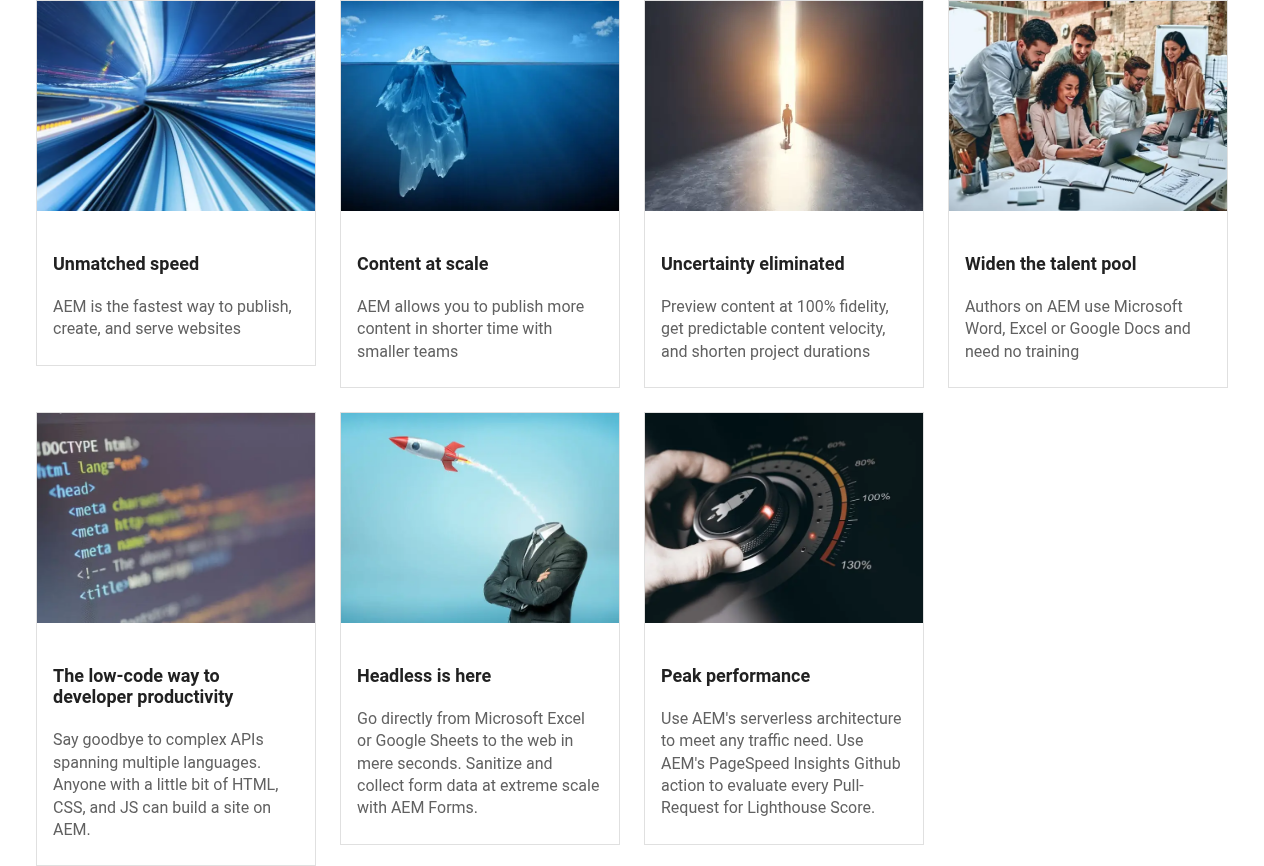 Unmatched speed
AEM is the fastest way to publish,
create, and serve websites
Content at scale
AEM allows you to publish more
content in shorter time with
smaller teams
Uncertainty eliminated
Preview content at 100% fidelity,
get predictable content velocity,
and shorten project durations
Widen the talent pool
Authors on AEM use Microsoft
Word, Excel or Google Docs and
need no training
!DOCTYPE html>
html lang="en">
<head>
<meta
<meta
<meta
<!-- The
<title>Web Design
20%
40%
60%
80%
100%
130%
The low-code way to
developer productivity
Say goodbye to complex APIs
spanning multiple languages.
Anyone with a little bit of HTML,
CSS, and JS can build a site on
AEM.
Headless is here
Go directly from Microsoft Excel
or Google Sheets to the web in
mere seconds. Sanitize and
collect form data at extreme scale
with AEM Forms.
Peak performance
Use AEM's serverless architecture
to meet any traffic need. Use
AEM's PageSpeed Insights Github
action to evaluate every Pull-
Request for Lighthouse Score.